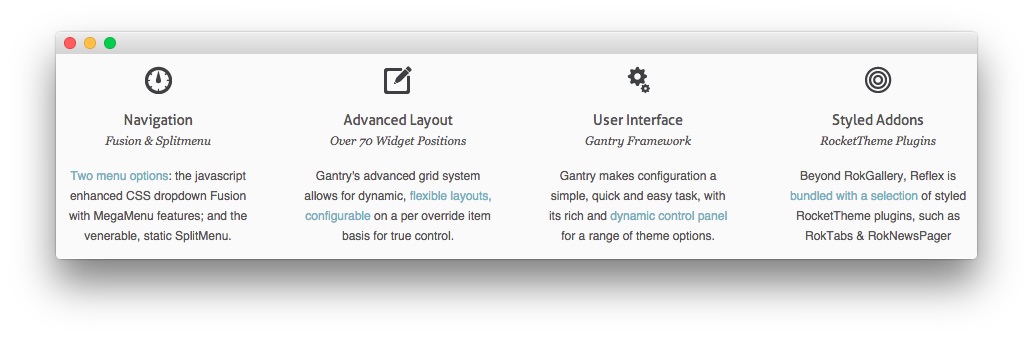 Navigation
Fusion & Splitmenu
Two menu options: the javascript
enhanced CSS dropdown Fusion
with MegaMenu features; and the
venerable, static SplitMenu.
Advanced Layout
Over 70 Widget Positions
Gantry's advanced grid system
allows for dynamic, flexible layouts,
configurable on a per override item
basis for true control.
User Interface
Gantry Framework
Gantry makes configuration a
simple, quick and easy task, with
its rich and dynamic control panel
for a range of theme options.
Styled Addons
RocketTheme Plugins
Beyond RokGallery, Reflex is
bundled with a selection of styled
RocketTheme plugins, such as
RokTabs & RokNewsPager